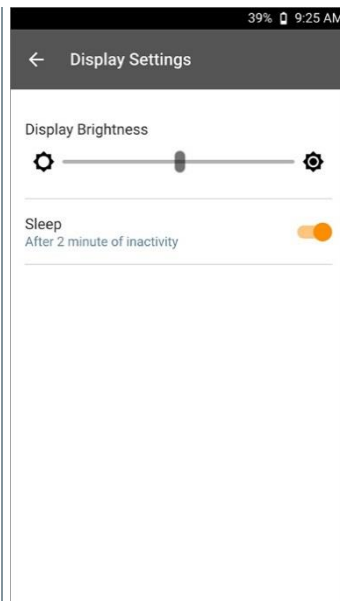 39% 9:25 AM
Display Settings
Display Brightness
Sleep
After 2 minute of inactivity